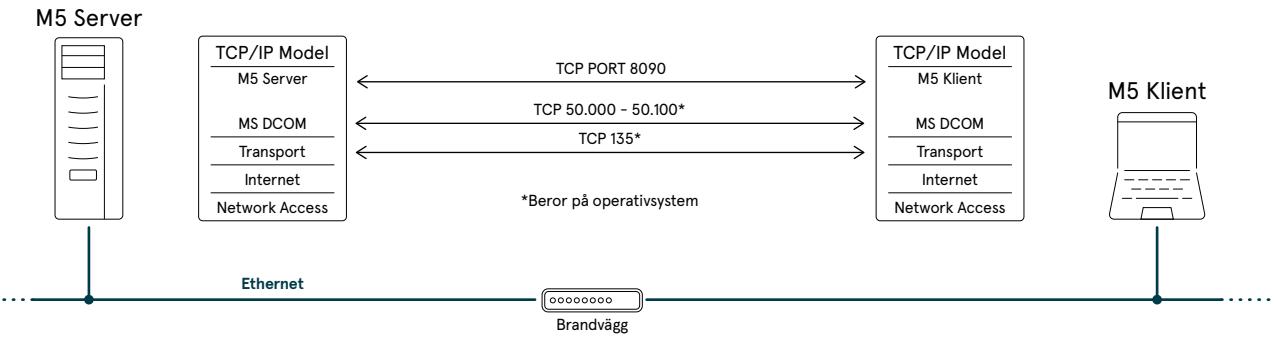 M5 Server
TCP/IP Model
M5 Server
MS DCOM
Transport
Internet
Network Access
TCP PORT 8090
TCP 50.000 - 50.100*
TCP 135*
*Beror på operativsystem
TCP/IP Model
M5 Klient
MS DCOM
Transport
Internet
Network Access
M5 Klient
Ethernet
Brandvägg